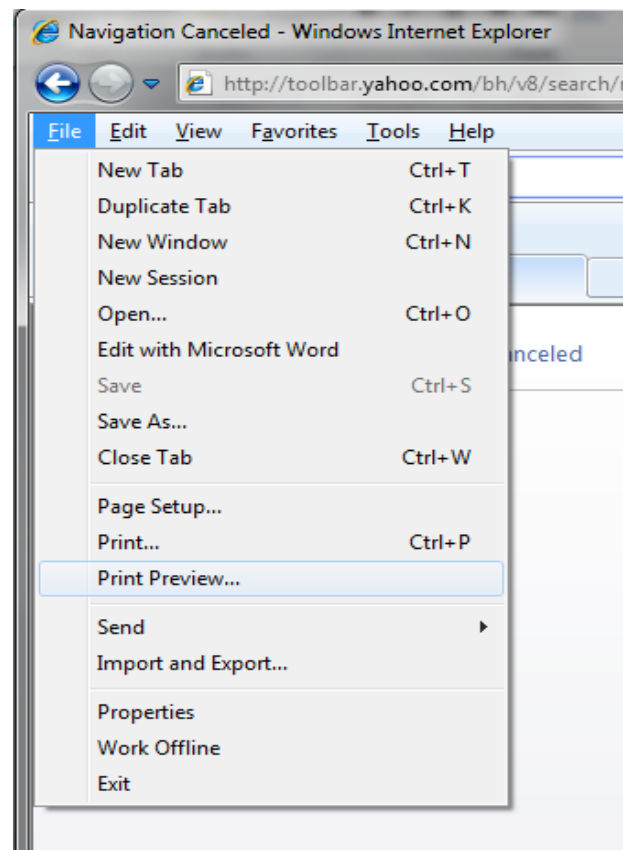 Navigation Canceled - Windows Internet Explorer
http://toolbar.yahoo.com/bh/v8/search/
File Edit View Favorites Tools Help
New Tab Ctrl+T
Duplicate Tab Ctrl+K
New Window Ctrl+N
New Session
Open... Ctrl+O
Edit with Microsoft Word
anceled
Save Ctrl+S
Save As...
Close Tab Ctrl+W
Page Setup...
Print... Ctrl+P
Print Preview...
Send
Import and Export...
Properties
Work Offline
Exit